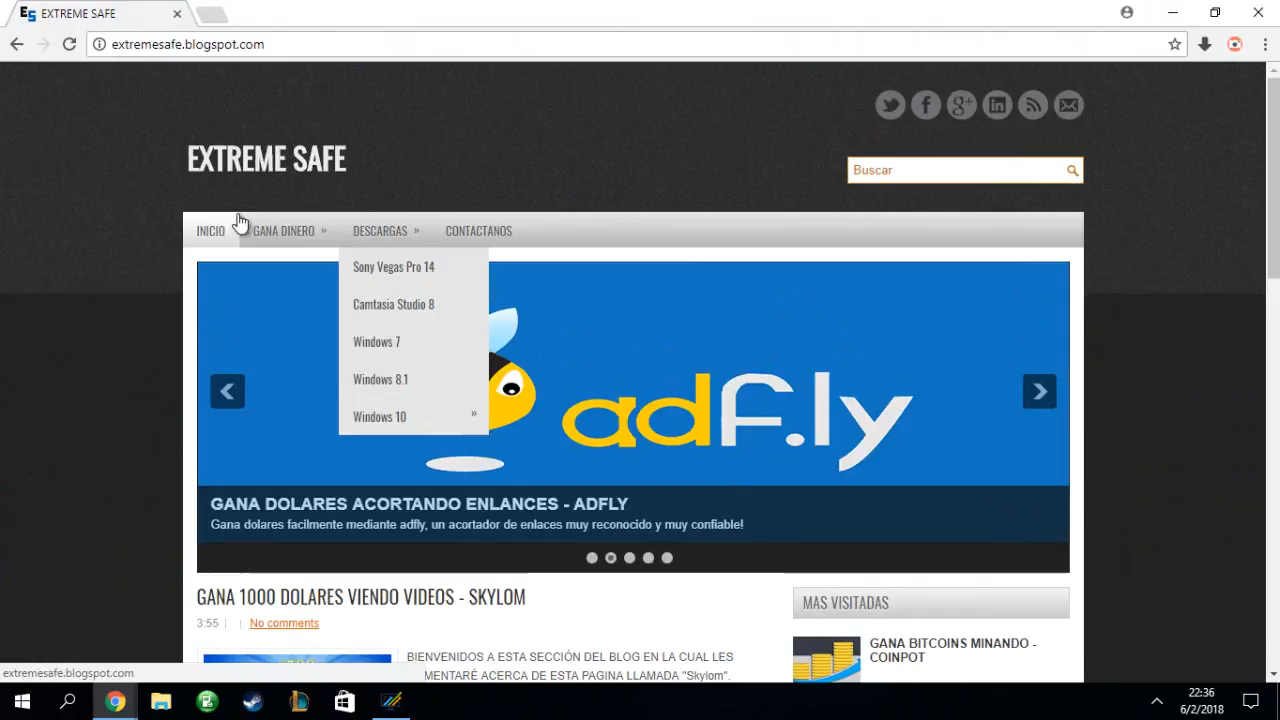 EXTREME SAFE
extremesafe.blogspot.com
EXTREME SAFE
Buscar
INICIO
GANA DINERO »
DESCARGAS »
CONTACTANOS
Sony Vegas Pro 14
Camtasia Studio 8
Windows 7
Windows 8.1
Windows 10 »
adf.ly
GANA DOLARES ACORTANDO ENLANCES - ADFLY
Gana dolares facilmente mediante adfly, un acortador de enlaces muy reconocido y muy confiable!
GANA 1000 DOLARES VIENDO VIDEOS - SKYLOM
3:55 | | No comments
BIENVENIDOS A ESTA SECCIÓN DEL BLOG EN LA CUAL LES
MENTARÉ ACERCA DE ESTA PAGINA LLAMADA "Skylom".
MAS VISITADAS
GANA BITCOINS MINANDO -
COINPOT
extremesafe.blogspot.com
22:36
6/2/2018